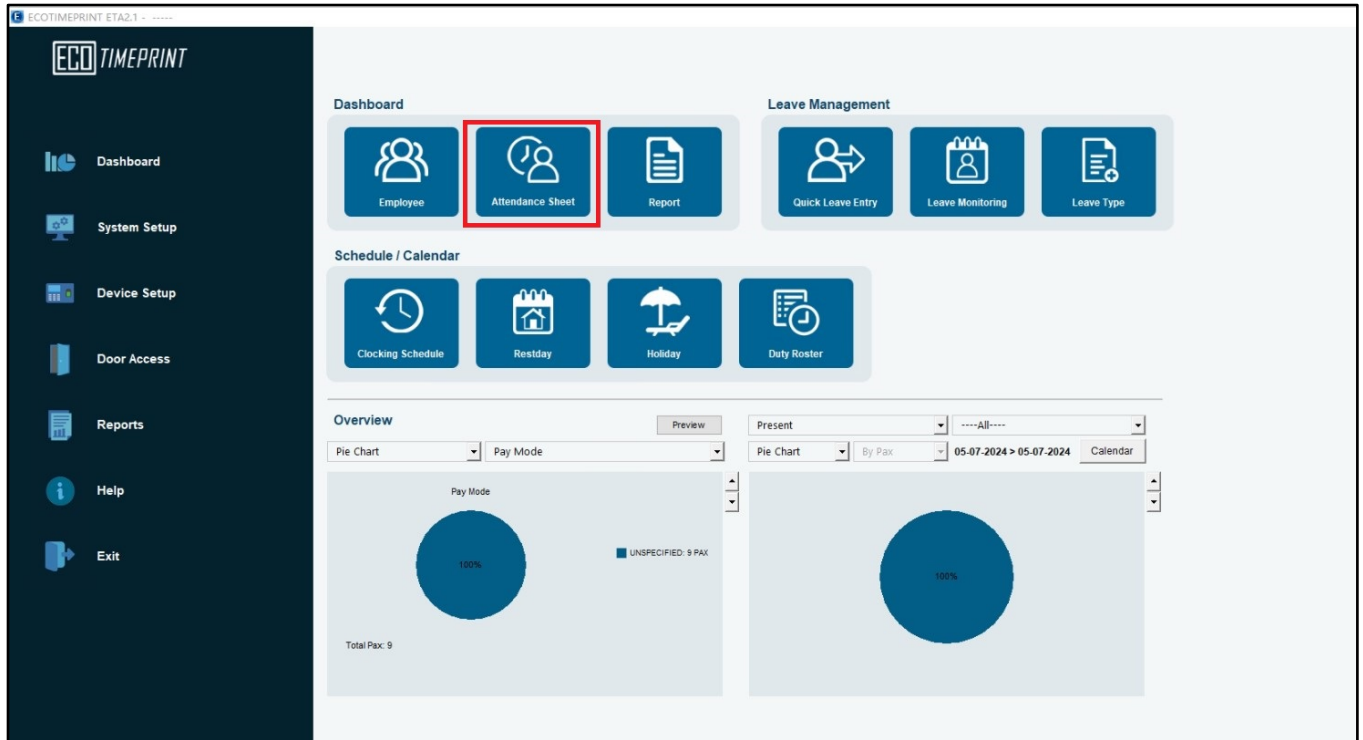 ECOTIMEPRINT ETA2.1 - -----
ECO TIMEPRINT
Dashboard
System Setup
Device Setup
Door Access
Reports
Help
Exit
Dashboard
Employee
Attendance Sheet
Report
Leave Management
Quick Leave Entry
Leave Monitoring
Leave Type
Schedule / Calendar
Clocking Schedule
Restday
Holiday
Duty Roster
Overview
Preview
Pie Chart
Pay Mode
Pay Mode
100%
UNSPECIFIED: 9 PAX
Total Pax: 9
Present
----All----
Pie Chart
By Pax
05-07-2024 > 05-07-2024
Calendar
100%